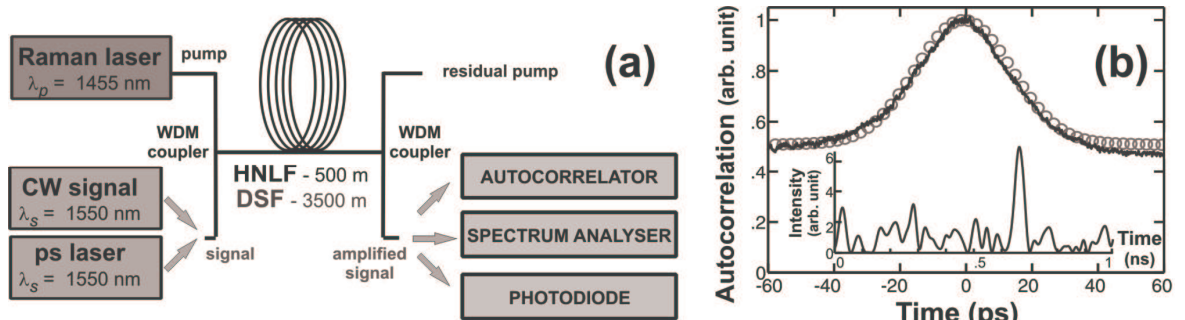 Raman laser
λp = 1455 nm
pump
residual pump
(a)
WDM
coupler
WDM
coupler
HNLF - 500 m
DSF - 3500 m
CW signal
λs = 1550 nm
ps laser
λs = 1550 nm
signal
amplified
signal
AUTOCORRELATOR
SPECTRUM ANALYSER
PHOTODIODE
(b)
Autocorrelation (arb. unit)
1
.8
.6
.4
.2
0
-60 -40 -20 0 20 40 60
Time (ps)
Intensity
(arb. unit)
6
4
2
0
0 .5 1
Time
(ns)